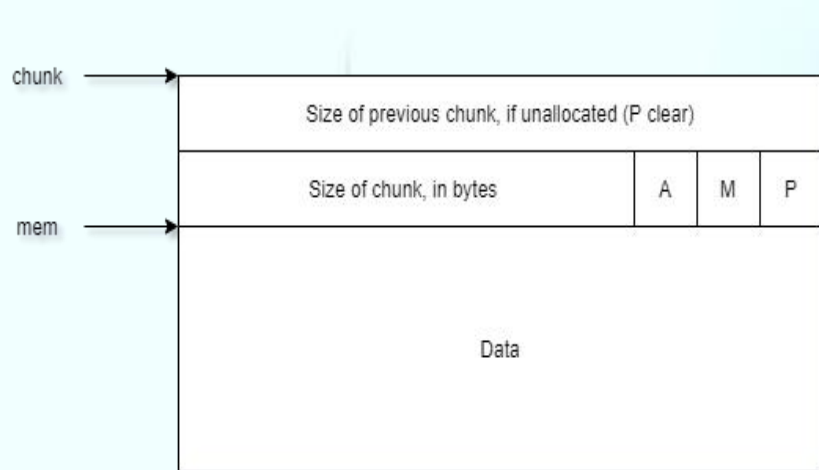 chunk
Size of previous chunk, if unallocated (P clear)
Size of chunk, in bytes
A
M
P
mem
Data